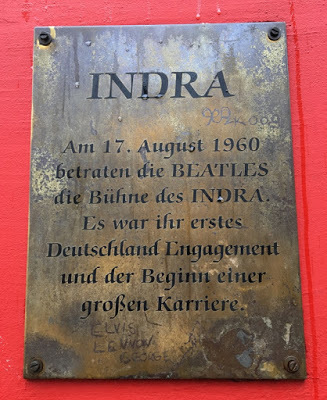 INDRA
Am 17. August 1960
betraten die BEATLES
die Bühne des INDRA.
Es war ihr erstes
Deutschland Engagement
und der Beginn einer
großen Karriere.
ELVIS
LENNON
GEORGE